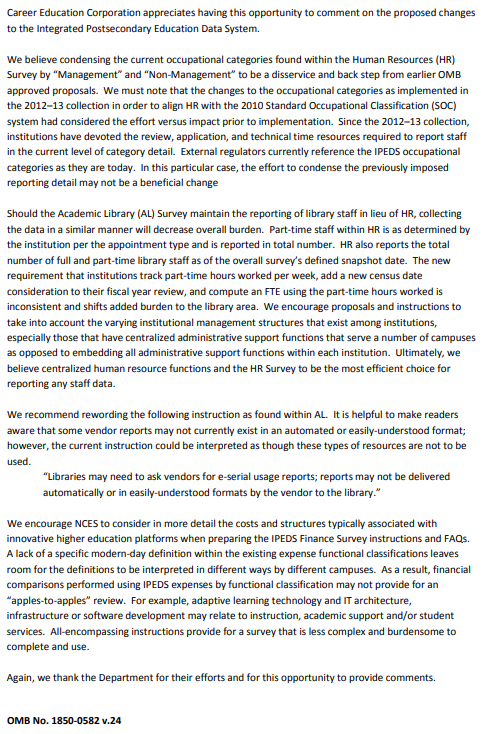 Career Education Corporation appreciates having this opportunity to comment on the proposed changes
to the Integrated Postsecondary Education Data System.
We believe condensing the current occupational categories found within the Human Resources (HR)
Survey by “Management” and “Non-Management” to be a disservice and back step from earlier OMB
approved proposals.  We must note that the changes to the occupational categories as implemented in
the 2012–13 collection in order to align HR with the 2010 Standard Occupational Classification (SOC)
system had considered the effort versus impact prior to implementation.  Since the 2012–13 collection,
institutions have devoted the review, application, and technical time resources required to report staff
in the current level of category detail.  External regulators currently reference the IPEDS occupational
categories as they are today.  In this particular case, the effort to condense the previously imposed
reporting detail may not be a beneficial change
Should the Academic Library (AL) Survey maintain the reporting of library staff in lieu of HR, collecting
the data in a similar manner will decrease overall burden.  Part-time staff within HR is as determined by
the institution per the appointment type and is reported in total number.  HR also reports the total
number of full and part-time library staff as of the overall survey’s defined snapshot date.  The new
requirement that institutions track part-time hours worked per week, add a new census date
consideration to their fiscal year review, and compute an FTE using the part-time hours worked is
inconsistent and shifts added burden to the library area.  We encourage proposals and instructions to
take into account the varying institutional management structures that exist among institutions,
especially those that have centralized administrative support functions that serve a number of campuses
as opposed to embedding all administrative support functions within each institution.  Ultimately, we
believe centralized human resource functions and the HR Survey to be the most efficient choice for
reporting any staff data.
We recommend rewording the following instruction as found within AL.  It is helpful to make readers
aware that some vendor reports may not currently exist in an automated or easily-understood format;
however, the current instruction could be interpreted as though these types of resources are not to be
used.
“Libraries may need to ask vendors for e-serial usage reports; reports may not be delivered
automatically or in easily-understood formats by the vendor to the library.”
We encourage NCES to consider in more detail the costs and structures typically associated with
innovative higher education platforms when preparing the IPEDS Finance Survey instructions and FAQs.
A lack of a specific modern-day definition within the existing expense functional classifications leaves
room for the definitions to be interpreted in different ways by different campuses.  As a result, financial
comparisons performed using IPEDS expenses by functional classification may not provide for an
“apples-to-apples” review.  For example, adaptive learning technology and IT architecture,
infrastructure or software development may relate to instruction, academic support and/or student
services.  All-encompassing instructions provide for a survey that is less complex and burdensome to
complete and use.
Again, we thank the Department for their efforts and for this opportunity to provide comments.
OMB No. 1850-0582 v.24